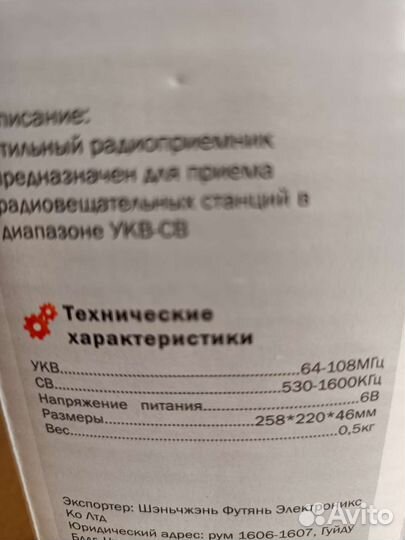 писание:
тильный радиоприемник
предназначен для приема
радиовещательных станций в
диапазоне УКВ-СВ
Технические
характеристики
УКВ..................................64-108МГц
СВ..................................530-1600КГц
Напряжение питания..........................6В
Размеры.........................258*220*46мм
Вес..........................................0,5кг
Экспортер: Шэньчжэнь Футянь Электроникс
Ко Лтд
Юридический адрес: рум 1606-1607, Гуйду
Avito